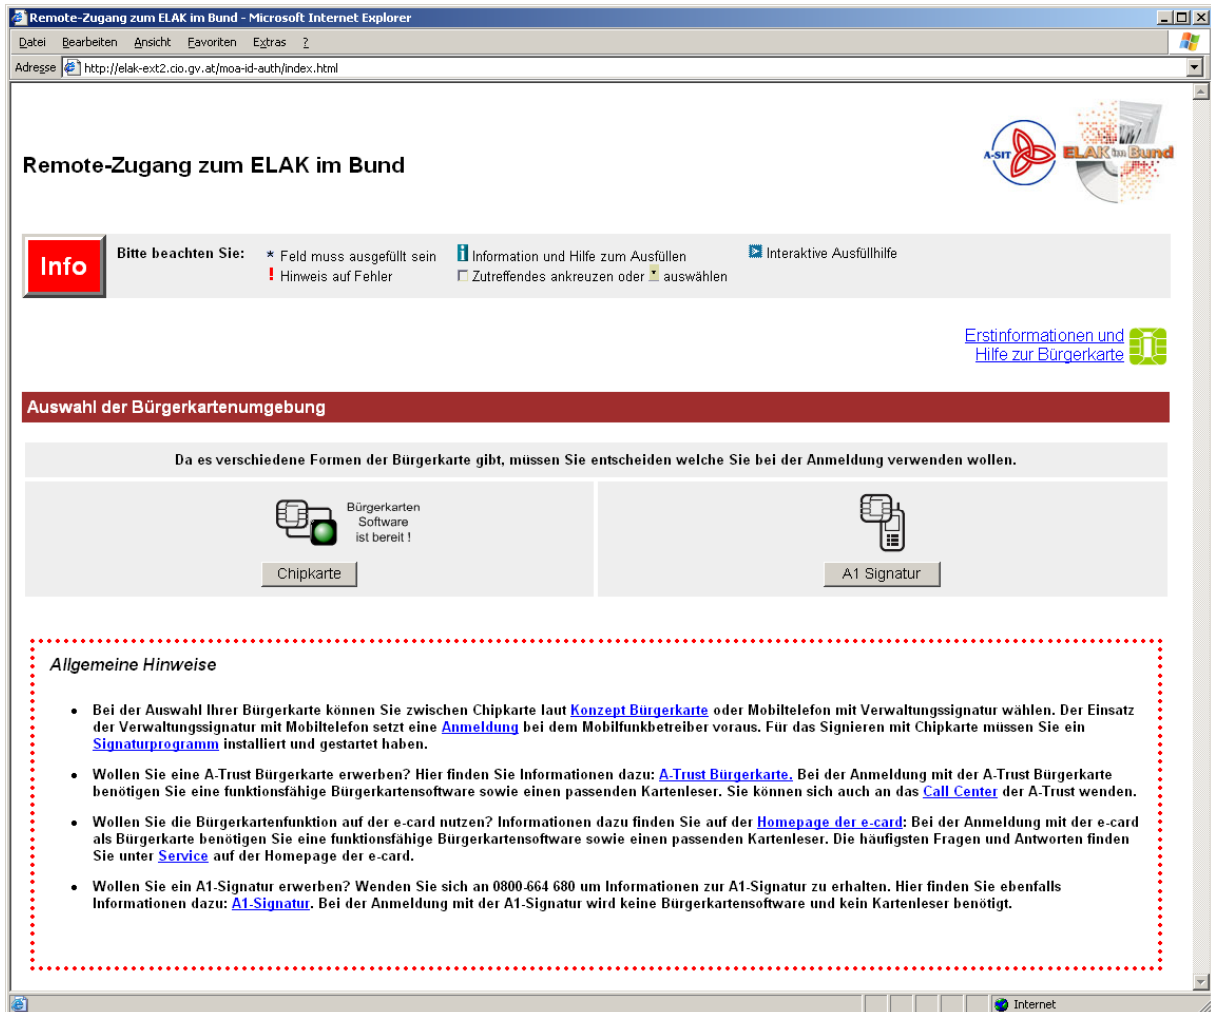 Remote-Zugang zum ELAK im Bund - Microsoft Internet Explorer
Datei Bearbeiten Ansicht Favoriten Extras ?
Adresse http://elak-ext2.cio.gv.at/moa-id-auth/index.html
Remote-Zugang zum ELAK im Bund
A-SIT
ELAK im Bund
Info
Bitte beachten Sie:
* Feld muss ausgefüllt sein
! Hinweis auf Fehler
i Information und Hilfe zum Ausfüllen
Zutreffendes ankreuzen oder auswählen
Interaktive Ausfüllhilfe
Erstinformationen und
Hilfe zur Bürgerkarte
Auswahl der Bürgerkartenumgebung
Da es verschiedene Formen der Bürgerkarte gibt, müssen Sie entscheiden welche Sie bei der Anmeldung verwenden wollen.
Bürgerkarten
Software
ist bereit !
Chipkarte
A1 Signatur
Allgemeine Hinweise
• Bei der Auswahl Ihrer Bürgerkarte können Sie zwischen Chipkarte laut Konzept Bürgerkarte oder Mobiltelefon mit Verwaltungssignatur wählen. Der Einsatz
der Verwaltungssignatur mit Mobiltelefon setzt eine Anmeldung bei dem Mobilfunkbetreiber voraus. Für das Signieren mit Chipkarte müssen Sie ein
Signaturprogramm installiert und gestartet haben.
• Wollen Sie eine A-Trust Bürgerkarte erwerben? Hier finden Sie Informationen dazu: A-Trust Bürgerkarte. Bei der Anmeldung mit der A-Trust Bürgerkarte
benötigen Sie eine funktionsfähige Bürgerkartensoftware sowie einen passenden Kartenleser. Sie können sich auch an das Call Center der A-Trust wenden.
• Wollen Sie die Bürgerkartenfunktion auf der e-card nutzen? Informationen dazu finden Sie auf der Homepage der e-card: Bei der Anmeldung mit der e-card
als Bürgerkarte benötigen Sie eine funktionsfähige Bürgerkartensoftware sowie einen passenden Kartenleser. Die häufigsten Fragen und Antworten finden
Sie unter Service auf der Homepage der e-card.
• Wollen Sie ein A1-Signatur erwerben? Wenden Sie sich an 0800-664 680 um Informationen zur A1-Signatur zu erhalten. Hier finden Sie ebenfalls
Informationen dazu: A1-Signatur. Bei der Anmeldung mit der A1-Signatur wird keine Bürgerkartensoftware und kein Kartenleser benötigt.
Internet